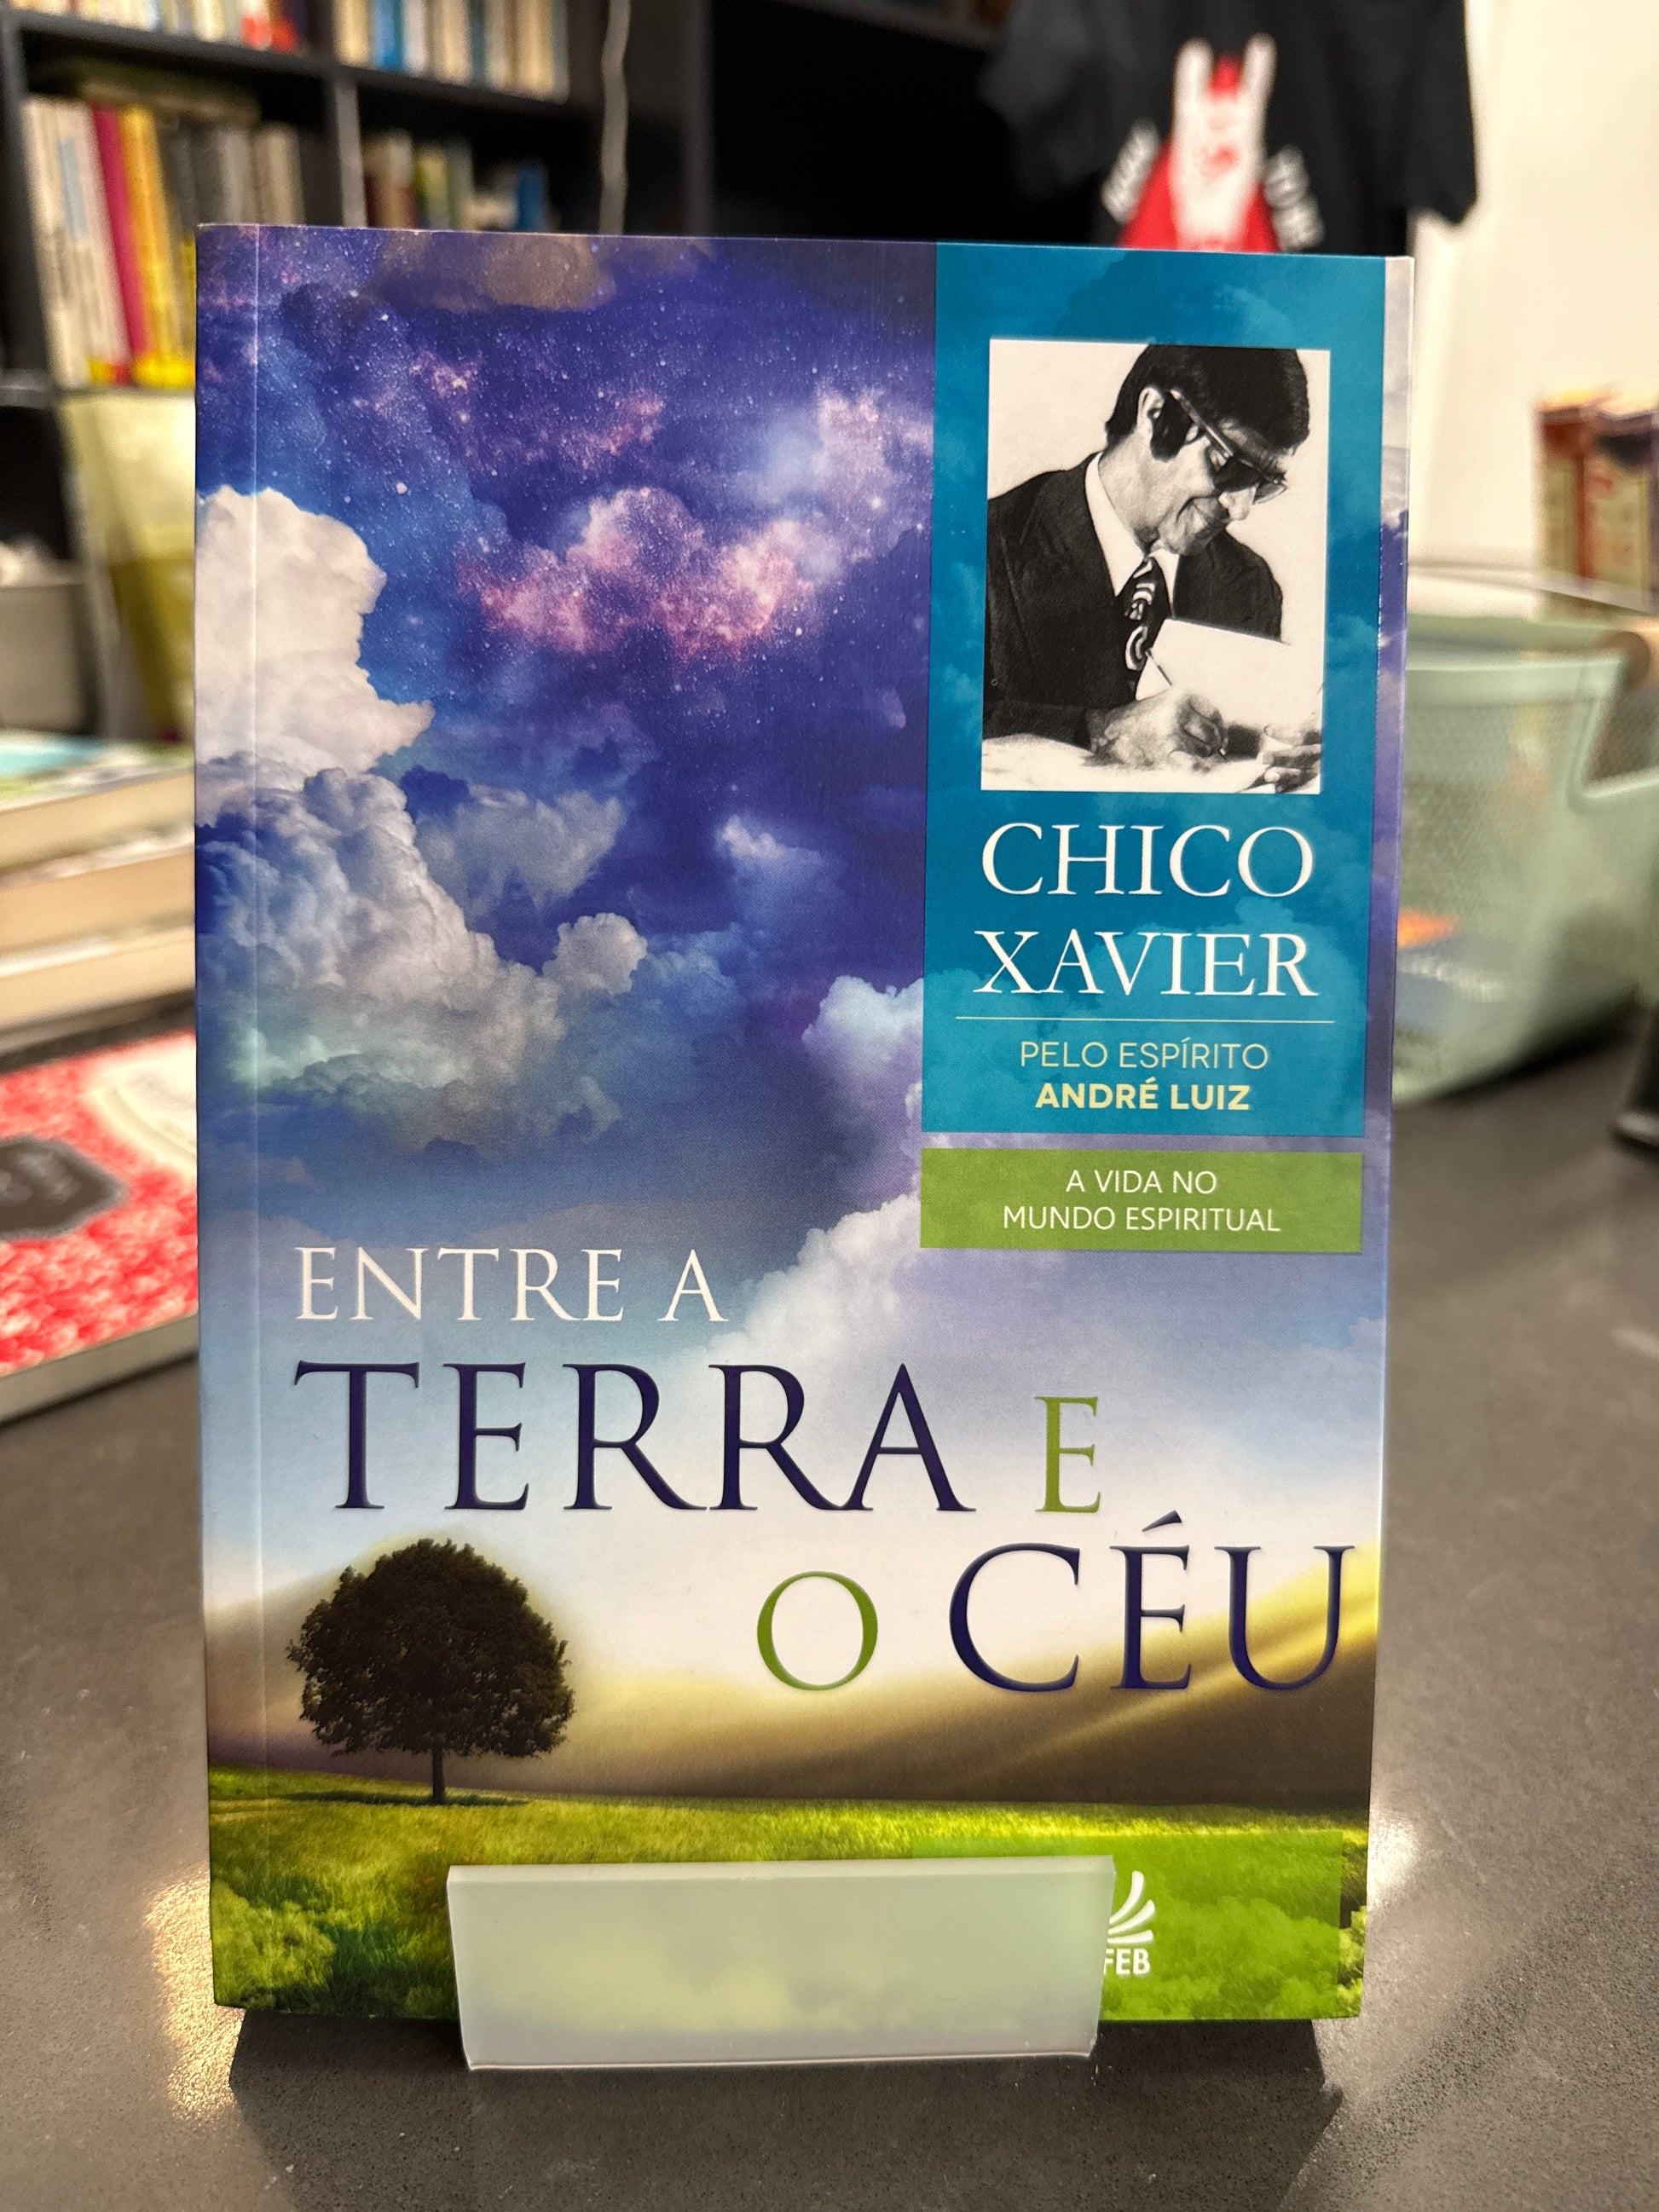 CHICO
XAVIER
PELO ESPÍRITO
ANDRÉ LUIZ
A VIDA NO
MUNDO ESPIRITUAL
ENTRE A
TERRA E
O CÉU
FEB